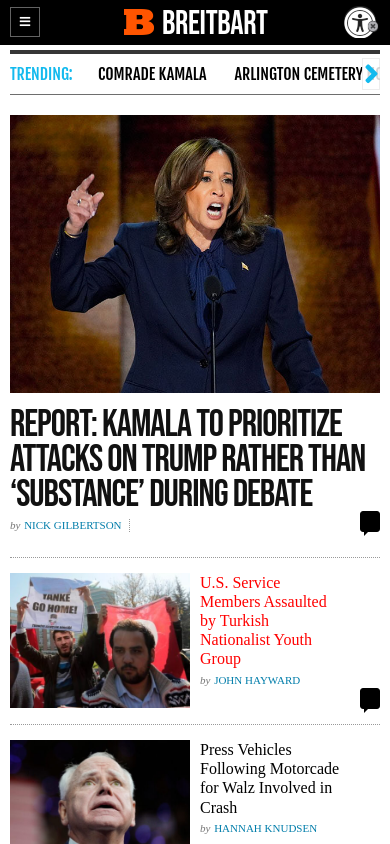 BREITBART
TRENDING:
COMRADE KAMALA
ARLINGTON CEMETERY
REPORT: KAMALA TO PRIORITIZE
ATTACKS ON TRUMP RATHER THAN
‘SUBSTANCE’ DURING DEBATE
by NICK GILBERTSON
YANKE
GO HOME!
U.S. Service
Members Assaulted
by Turkish
Nationalist Youth
Group
by JOHN HAYWARD
Press Vehicles
Following Motorcade
for Walz Involved in
Crash
by HANNAH KNUDSEN